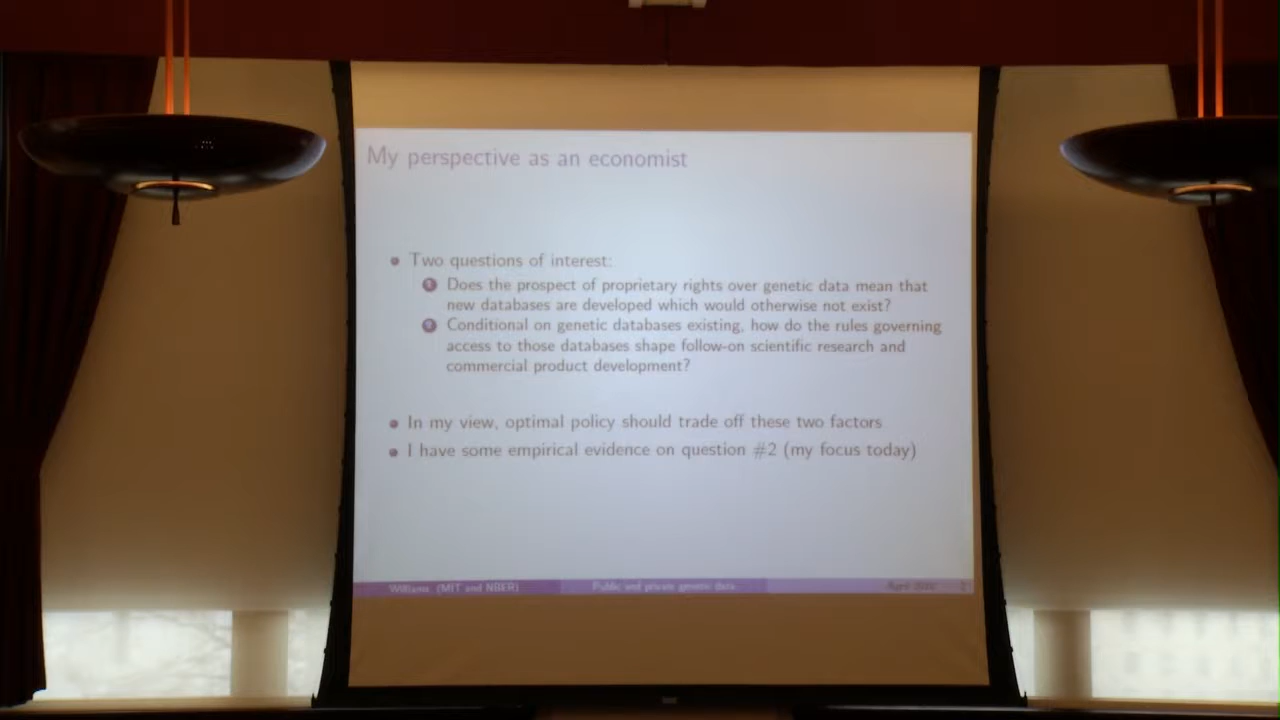 My perspective as an economist
Two questions of interest:
Does the prospect of proprietary rights over genetic data mean that
new databases are developed which would otherwise not exist?
Conditional on genetic databases existing, how do the rules governing
access to those databases shape follow-on scientific research and
commercial product development?
In my view, optimal policy should trade off these two factors
I have some empirical evidence on question #2 (my focus today)
Williams (MIT and NBER) Public and private genetic data April